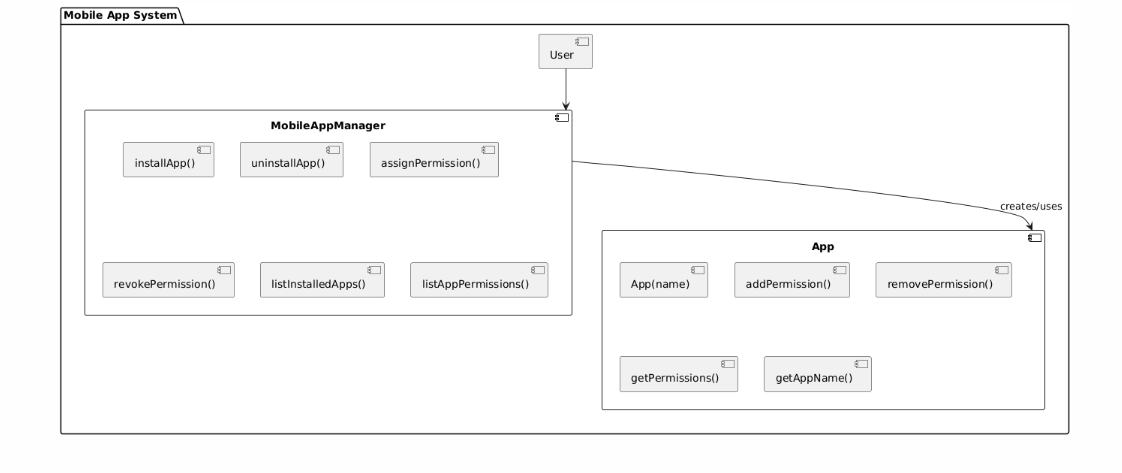 Mobile App System
User
MobileAppManager
installApp()
uninstallApp()
assignPermission()
revokePermission()
listInstalledApps()
listAppPermissions()
creates/uses
App
App(name)
addPermission()
removePermission()
getPermissions()
getAppName()